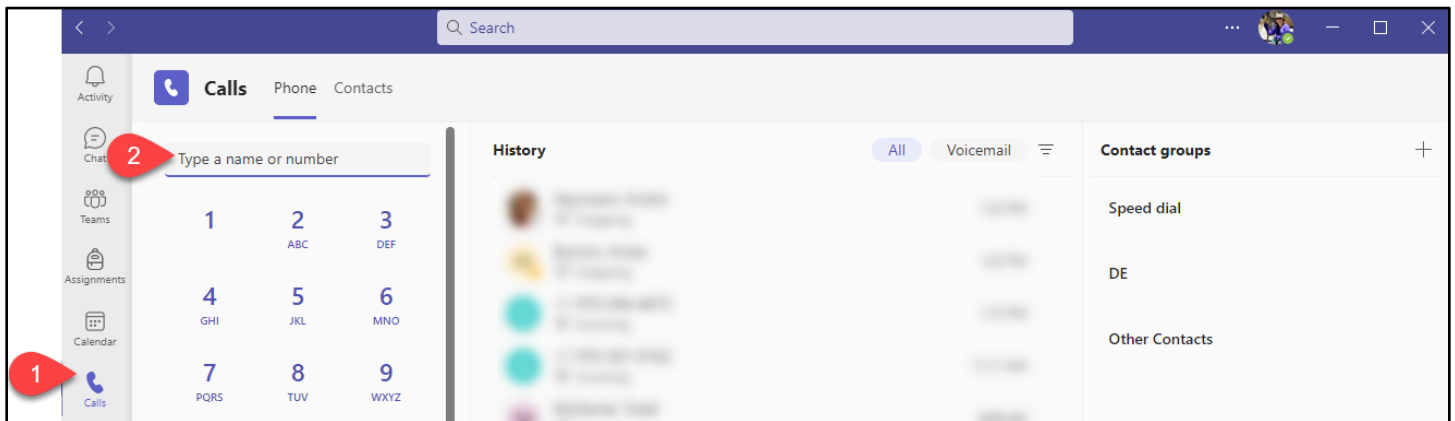 Search
...
Activity
Chat
Teams
Assignments
Calendar
Calls
1
2
Calls Phone Contacts
Type a name or number
1 2 3
ABC DEF
4 5 6
GHI JKL MNO
7 8 9
PQRS TUV WXYZ
History All Voicemail
Contact groups
Speed dial
DE
Other Contacts